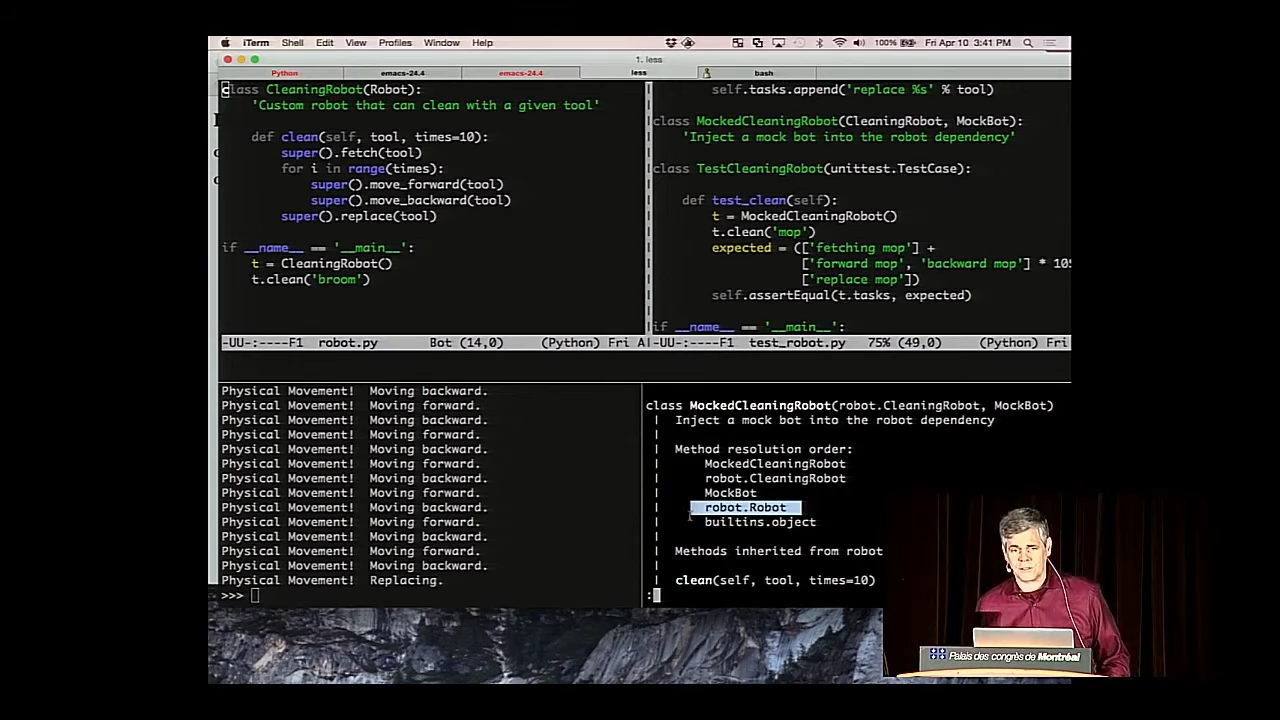 iTerm Shell Edit View Profiles Window Help 100% Fri Apr 10 3:41 PM
1. less
Python emacs-24.4 emacs-24.4 less bash
class CleaningRobot(Robot):
'Custom robot that can clean with a given tool'
def clean(self, tool, times=10):
super().fetch(tool)
for i in range(times):
super().move_forward(tool)
super().move_backward(tool)
super().replace(tool)
if __name__ == '__main__':
t = CleaningRobot()
t.clean('broom')
-UU-:----F1 robot.py Bot (14,0) (Python) Fri A
self.tasks.append('replace %s' % tool)
class MockedCleaningRobot(CleaningRobot, MockBot):
'Inject a mock bot into the robot dependency'
class TestCleaningRobot(unittest.TestCase):
def test_clean(self):
t = MockedCleaningRobot()
t.clean('mop')
expected = (['fetching mop'] +
['forward mop', 'backward mop'] * 10
['replace mop'])
self.assertEqual(t.tasks, expected)
if __name__ == '__main__':
-UU-:----F1 test_robot.py 75% (49,0) (Python) Fri
Physical Movement! Moving backward.
Physical Movement! Moving forward.
Physical Movement! Moving backward.
Physical Movement! Moving forward.
Physical Movement! Moving backward.
Physical Movement! Moving forward.
Physical Movement! Moving backward.
Physical Movement! Moving forward.
Physical Movement! Moving backward.
Physical Movement! Moving forward.
Physical Movement! Moving backward.
Physical Movement! Moving forward.
Physical Movement! Moving backward.
Physical Movement! Replacing.
>>>
class MockedCleaningRobot(robot.CleaningRobot, MockBot)
| Inject a mock bot into the robot dependency
|
| Method resolution order:
| MockedCleaningRobot
| robot.CleaningRobot
| MockBot
| robot.Robot
| builtins.object
|
| Methods inherited from robot
|
| clean(self, tool, times=10)
:
Palais des congrès de Montréal